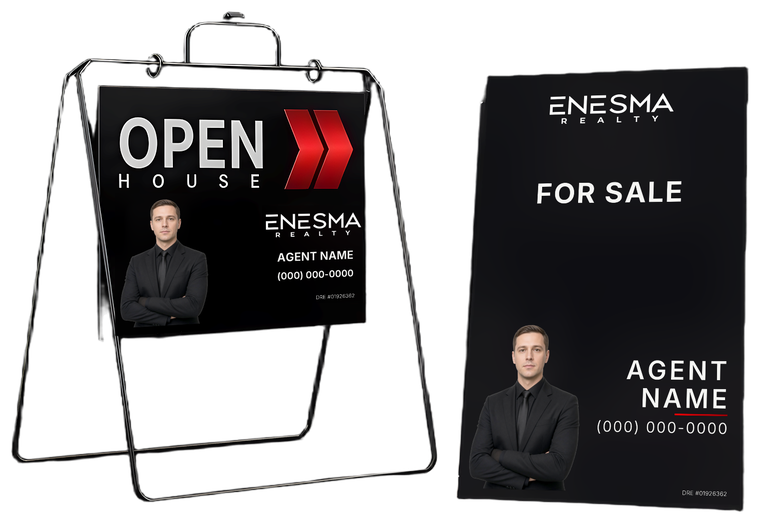 OPEN
HOUSE
ENESMA
REALTY
AGENT NAME
(000) 000-0000
DRE #01926362
ENESMA
REALTY
FOR SALE
AGENT
NAME
(000) 000-0000
DRE #01926362